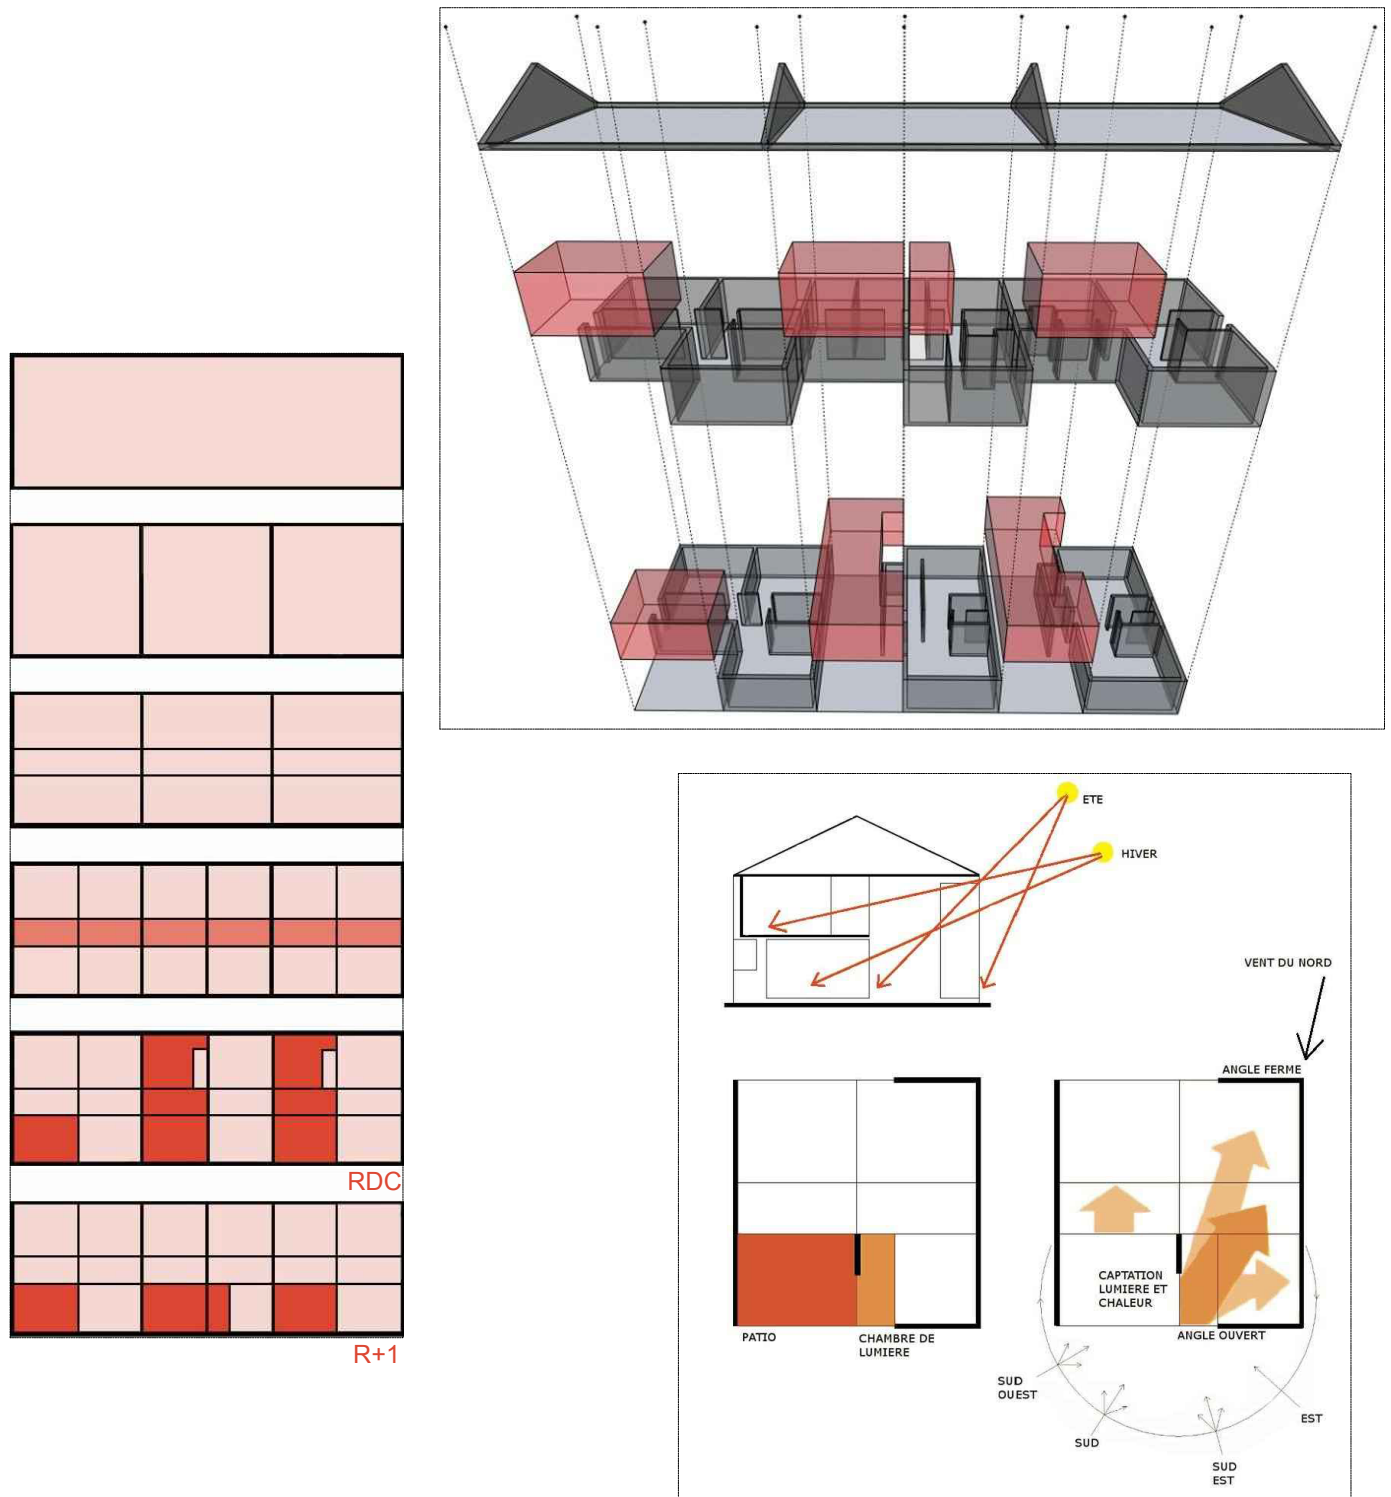 ETE
HIVER
VENT DU NORD
ANGLE FERME
RDC
R+1
CAPTATION
LUMIERE ET
CHALEUR
PATIO
CHAMBRE DE
LUMIERE
ANGLE OUVERT
SUD
OUEST
SUD
SUD
EST
EST